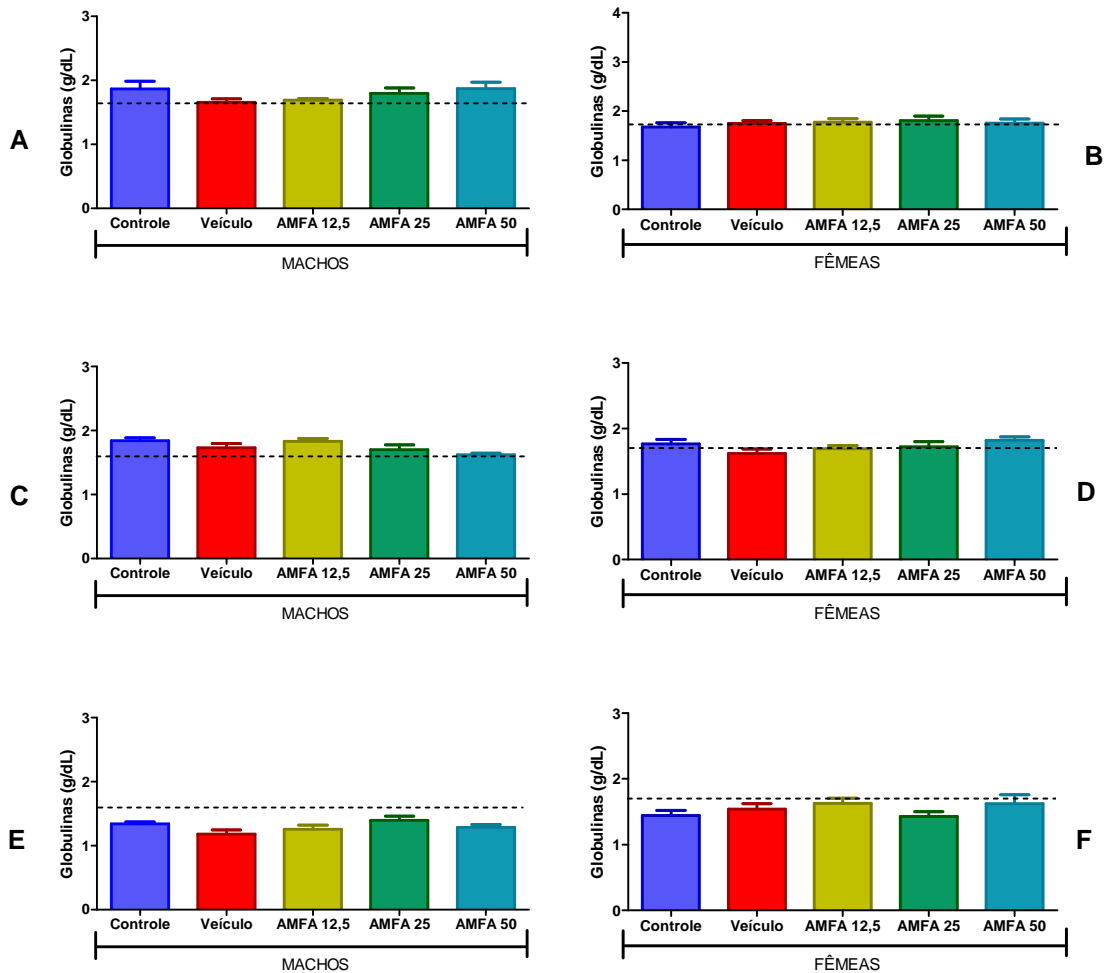 A
Globulinas (g/dL)
3
2
1
0
Controle Veículo AMFA 12,5 AMFA 25 AMFA 50
MACHOS
B
Globulinas (g/dL)
4
3
2
1
0
Controle Veículo AMFA 12,5 AMFA 25 AMFA 50
FÊMEAS
C
Globulinas (g/dL)
3
2
1
0
Controle Veículo AMFA 12,5 AMFA 25 AMFA 50
MACHOS
D
Globulinas (g/dL)
3
2
1
0
Controle Veículo AMFA 12,5 AMFA 25 AMFA 50
FÊMEAS
E
Globulinas (g/dL)
3
2
1
0
Controle Veículo AMFA 12,5 AMFA 25 AMFA 50
MACHOS
F
Globulinas (g/dL)
3
2
1
0
Controle Veículo AMFA 12,5 AMFA 25 AMFA 50
FÊMEAS